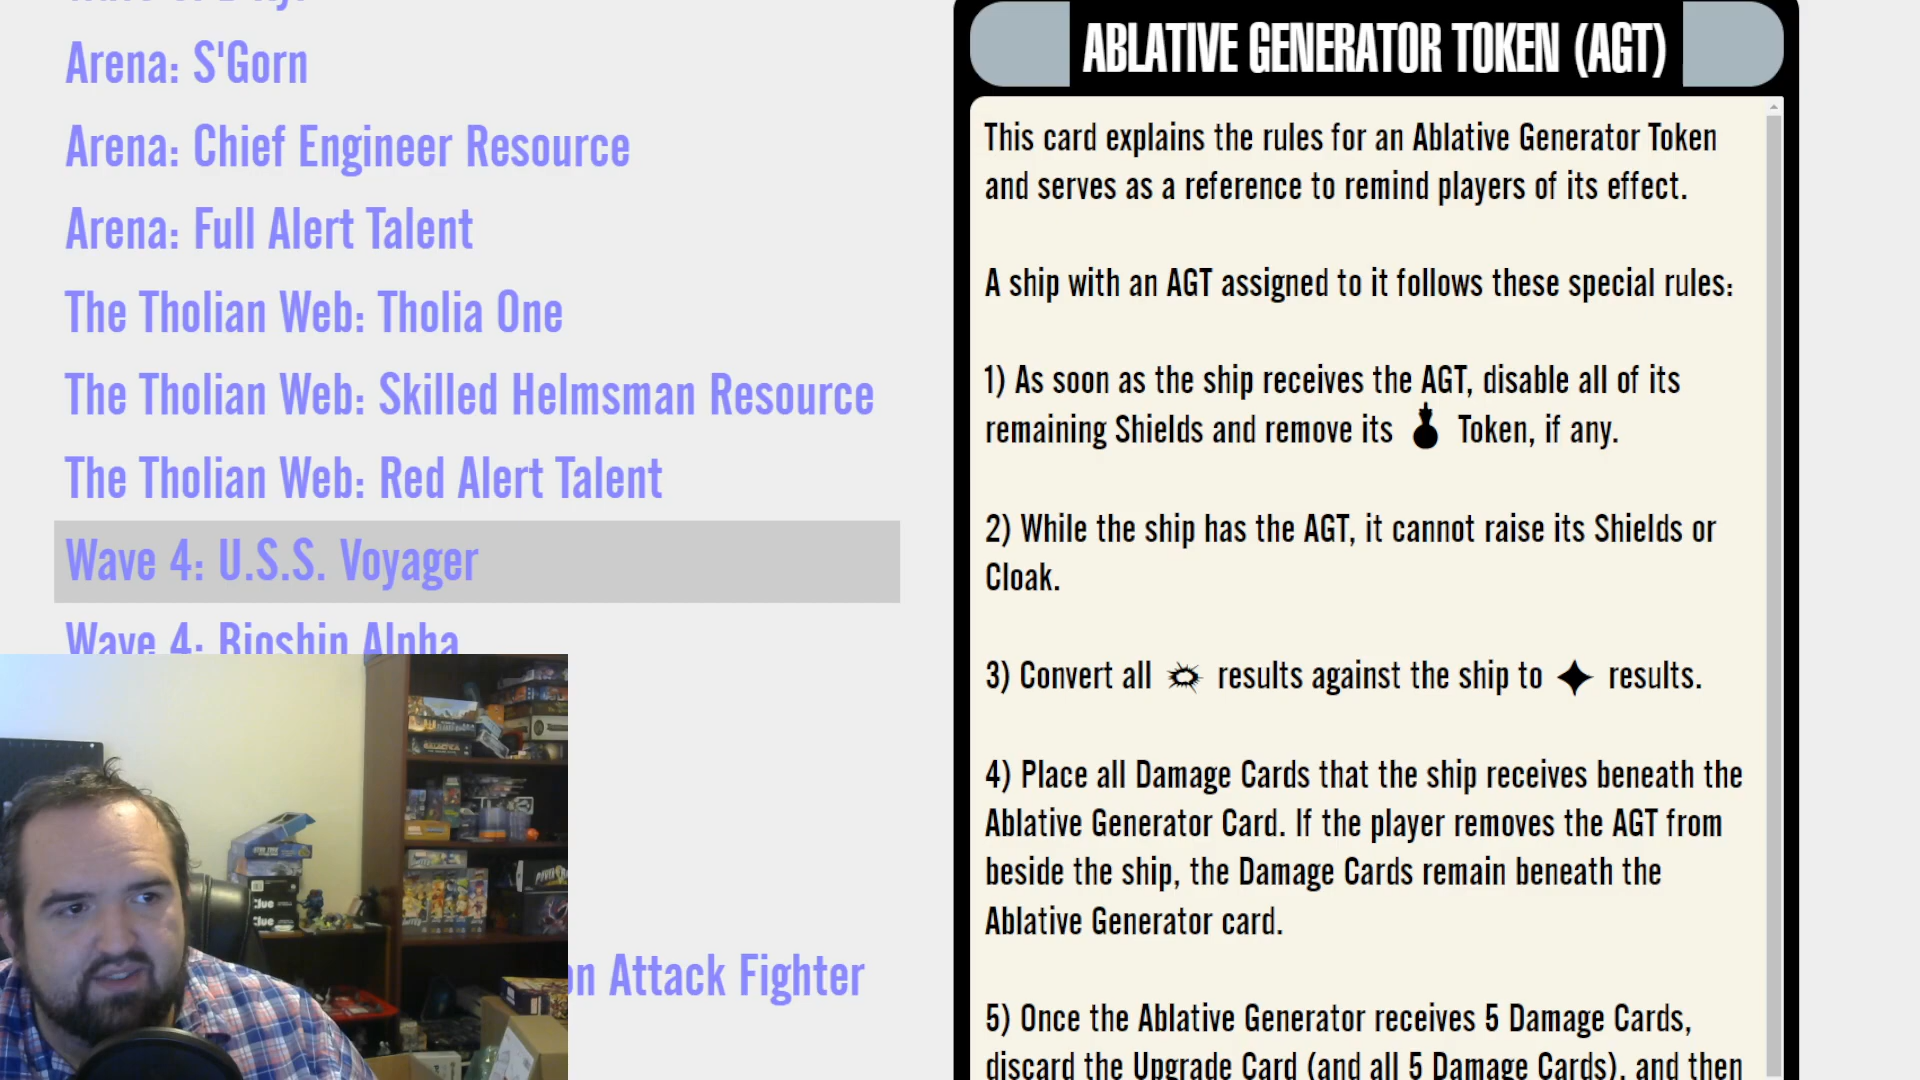 Arena: S'Gorn
Arena: Chief Engineer Resource
Arena: Full Alert Talent
The Tholian Web: Tholia One
The Tholian Web: Skilled Helmsman Resource
The Tholian Web: Red Alert Talent
Wave 4: U.S.S. Voyager
Wave 4: Bioship Alpha
on Attack Fighter
Clue
Clue
ABLATIVE GENERATOR TOKEN (AGT)
This card explains the rules for an Ablative Generator Token
and serves as a reference to remind players of its effect.
A ship with an AGT assigned to it follows these special rules:
1) As soon as the ship receives the AGT, disable all of its
remaining Shields and remove its Token, if any.
2) While the ship has the AGT, it cannot raise its Shields or
Cloak.
3) Convert all results against the ship to results.
4) Place all Damage Cards that the ship receives beneath the
Ablative Generator Card. If the player removes the AGT from
beside the ship, the Damage Cards remain beneath the
Ablative Generator card.
5) Once the Ablative Generator receives 5 Damage Cards,
discard the Upgrade Card (and all 5 Damage Cards), and then